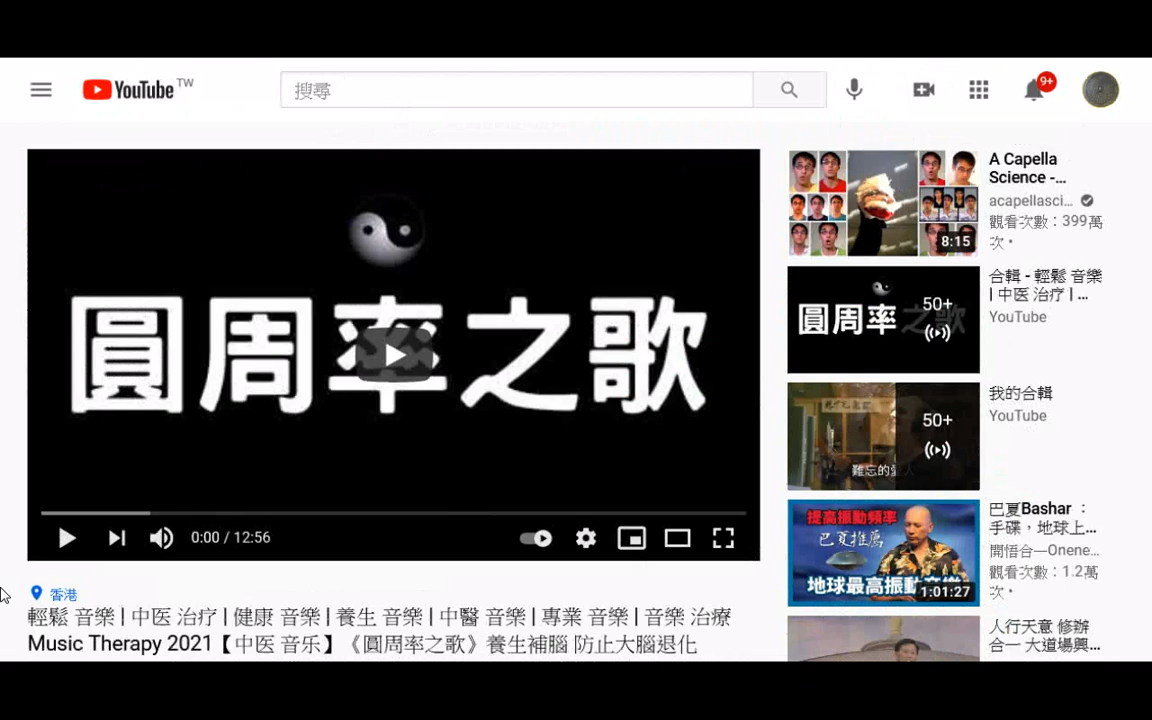 YouTube TW
搜尋
9+
圓周率之歌
0:00 / 12:56
香港
輕鬆 音樂 | 中医 治疗 | 健康 音樂 | 養生 音樂 | 中醫 音樂 | 專業 音樂 | 音樂 治療
Music Therapy 2021【中医 音乐】《圓周率之歌》養生補腦 防止大腦退化
8:15
A Capella
Science -...
acapellasci...
觀看次數：399萬
次・
圓周率之歌
50+
合輯 - 輕鬆 音樂
| 中医 治疗 | ...
YouTube
50+
難忘的
我的合輯
YouTube
提高振動頻率
巴夏推薦
地球最高振動音樂
1:01:27
巴夏Bashar ：
手碟，地球上...
開悟合一Onene...
觀看次數：1.2萬
次・
人行天意 修辦
合一 大道場興...